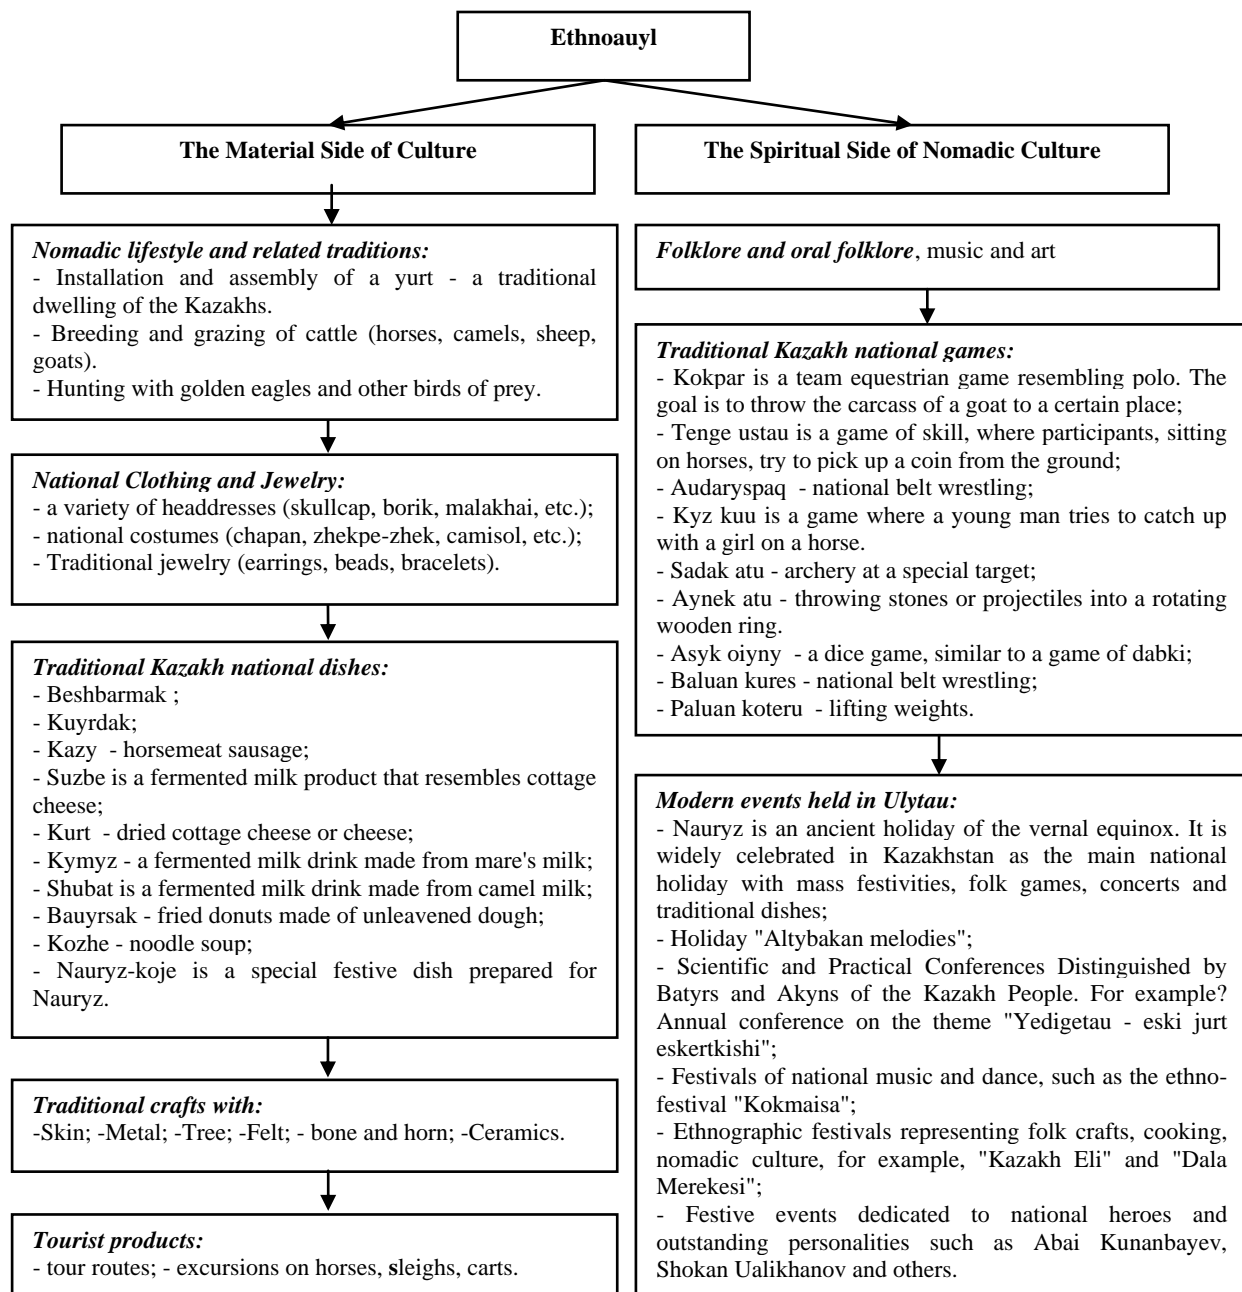 Ethnoauyl
The Material Side of Culture
The Spiritual Side of Nomadic Culture
Nomadic lifestyle and related traditions:
- Installation and assembly of a yurt - a traditional
dwelling of the Kazakhs.
- Breeding and grazing of cattle (horses, camels, sheep,
goats).
- Hunting with golden eagles and other birds of prey.
National Clothing and Jewelry:
- a variety of headdresses (skullcap, borik, malakhai, etc.);
- national costumes (chapan, zhekpe-zhek, camisol, etc.);
- Traditional jewelry (earrings, beads, bracelets).
Traditional Kazakh national dishes:
- Beshbarmak ;
- Kuyrdak;
- Kazy - horsemeat sausage;
- Suzbe is a fermented milk product that resembles cottage
cheese;
- Kurt - dried cottage cheese or cheese;
- Kymyz - a fermented milk drink made from mare's milk;
- Shubat is a fermented milk drink made from camel milk;
- Bauyrsak - fried donuts made of unleavened dough;
- Kozhe - noodle soup;
- Nauryz-koje is a special festive dish prepared for
Nauryz.
Traditional crafts with:
-Skin; -Metal; -Tree; -Felt; - bone and horn; -Ceramics.
Tourist products:
- tour routes; - excursions on horses, sleighs, carts.
Folklore and oral folklore, music and art
Traditional Kazakh national games:
- Kokpar is a team equestrian game resembling polo. The
goal is to throw the carcass of a goat to a certain place;
- Tenge ustau is a game of skill, where participants, sitting
on horses, try to pick up a coin from the ground;
- Audaryspaq - national belt wrestling;
- Kyz kuu is a game where a young man tries to catch up
with a girl on a horse.
- Sadak atu - archery at a special target;
- Aynek atu - throwing stones or projectiles into a rotating
wooden ring.
- Asyk oiyny - a dice game, similar to a game of dabki;
- Baluan kures - national belt wrestling;
- Paluan koteru - lifting weights.
Modern events held in Ulytau:
- Nauryz is an ancient holiday of the vernal equinox. It is
widely celebrated in Kazakhstan as the main national
holiday with mass festivities, folk games, concerts and
traditional dishes;
- Holiday "Altybakan melodies";
- Scientific and Practical Conferences Distinguished by
Batyrs and Akyns of the Kazakh People. For example?
Annual conference on the theme "Yedigetau - eski jurt
eskertkishi";
- Festivals of national music and dance, such as the ethno-
festival "Kokmaisa";
- Ethnographic festivals representing folk crafts, cooking,
nomadic culture, for example, "Kazakh Eli" and "Dala
Merekesi";
- Festive events dedicated to national heroes and
outstanding personalities such as Abai Kunanbayev,
Shokan Ualikhanov and others.